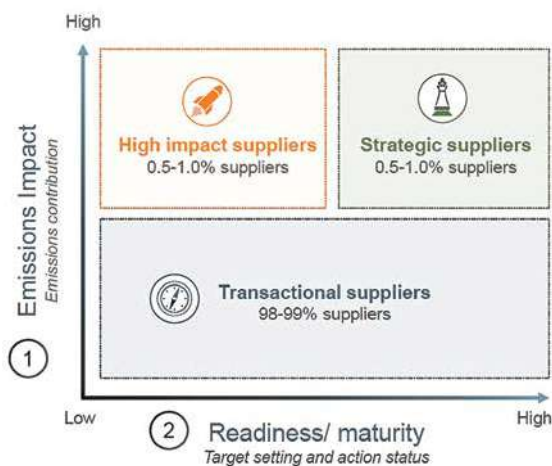 High
High impact suppliers
0.5-1.0% suppliers
Strategic suppliers
0.5-1.0% suppliers
Transactional suppliers
98-99% suppliers
Emissions Impact
Emissions contribution
1
Low
High
2
Readiness/ maturity
Target setting and action status